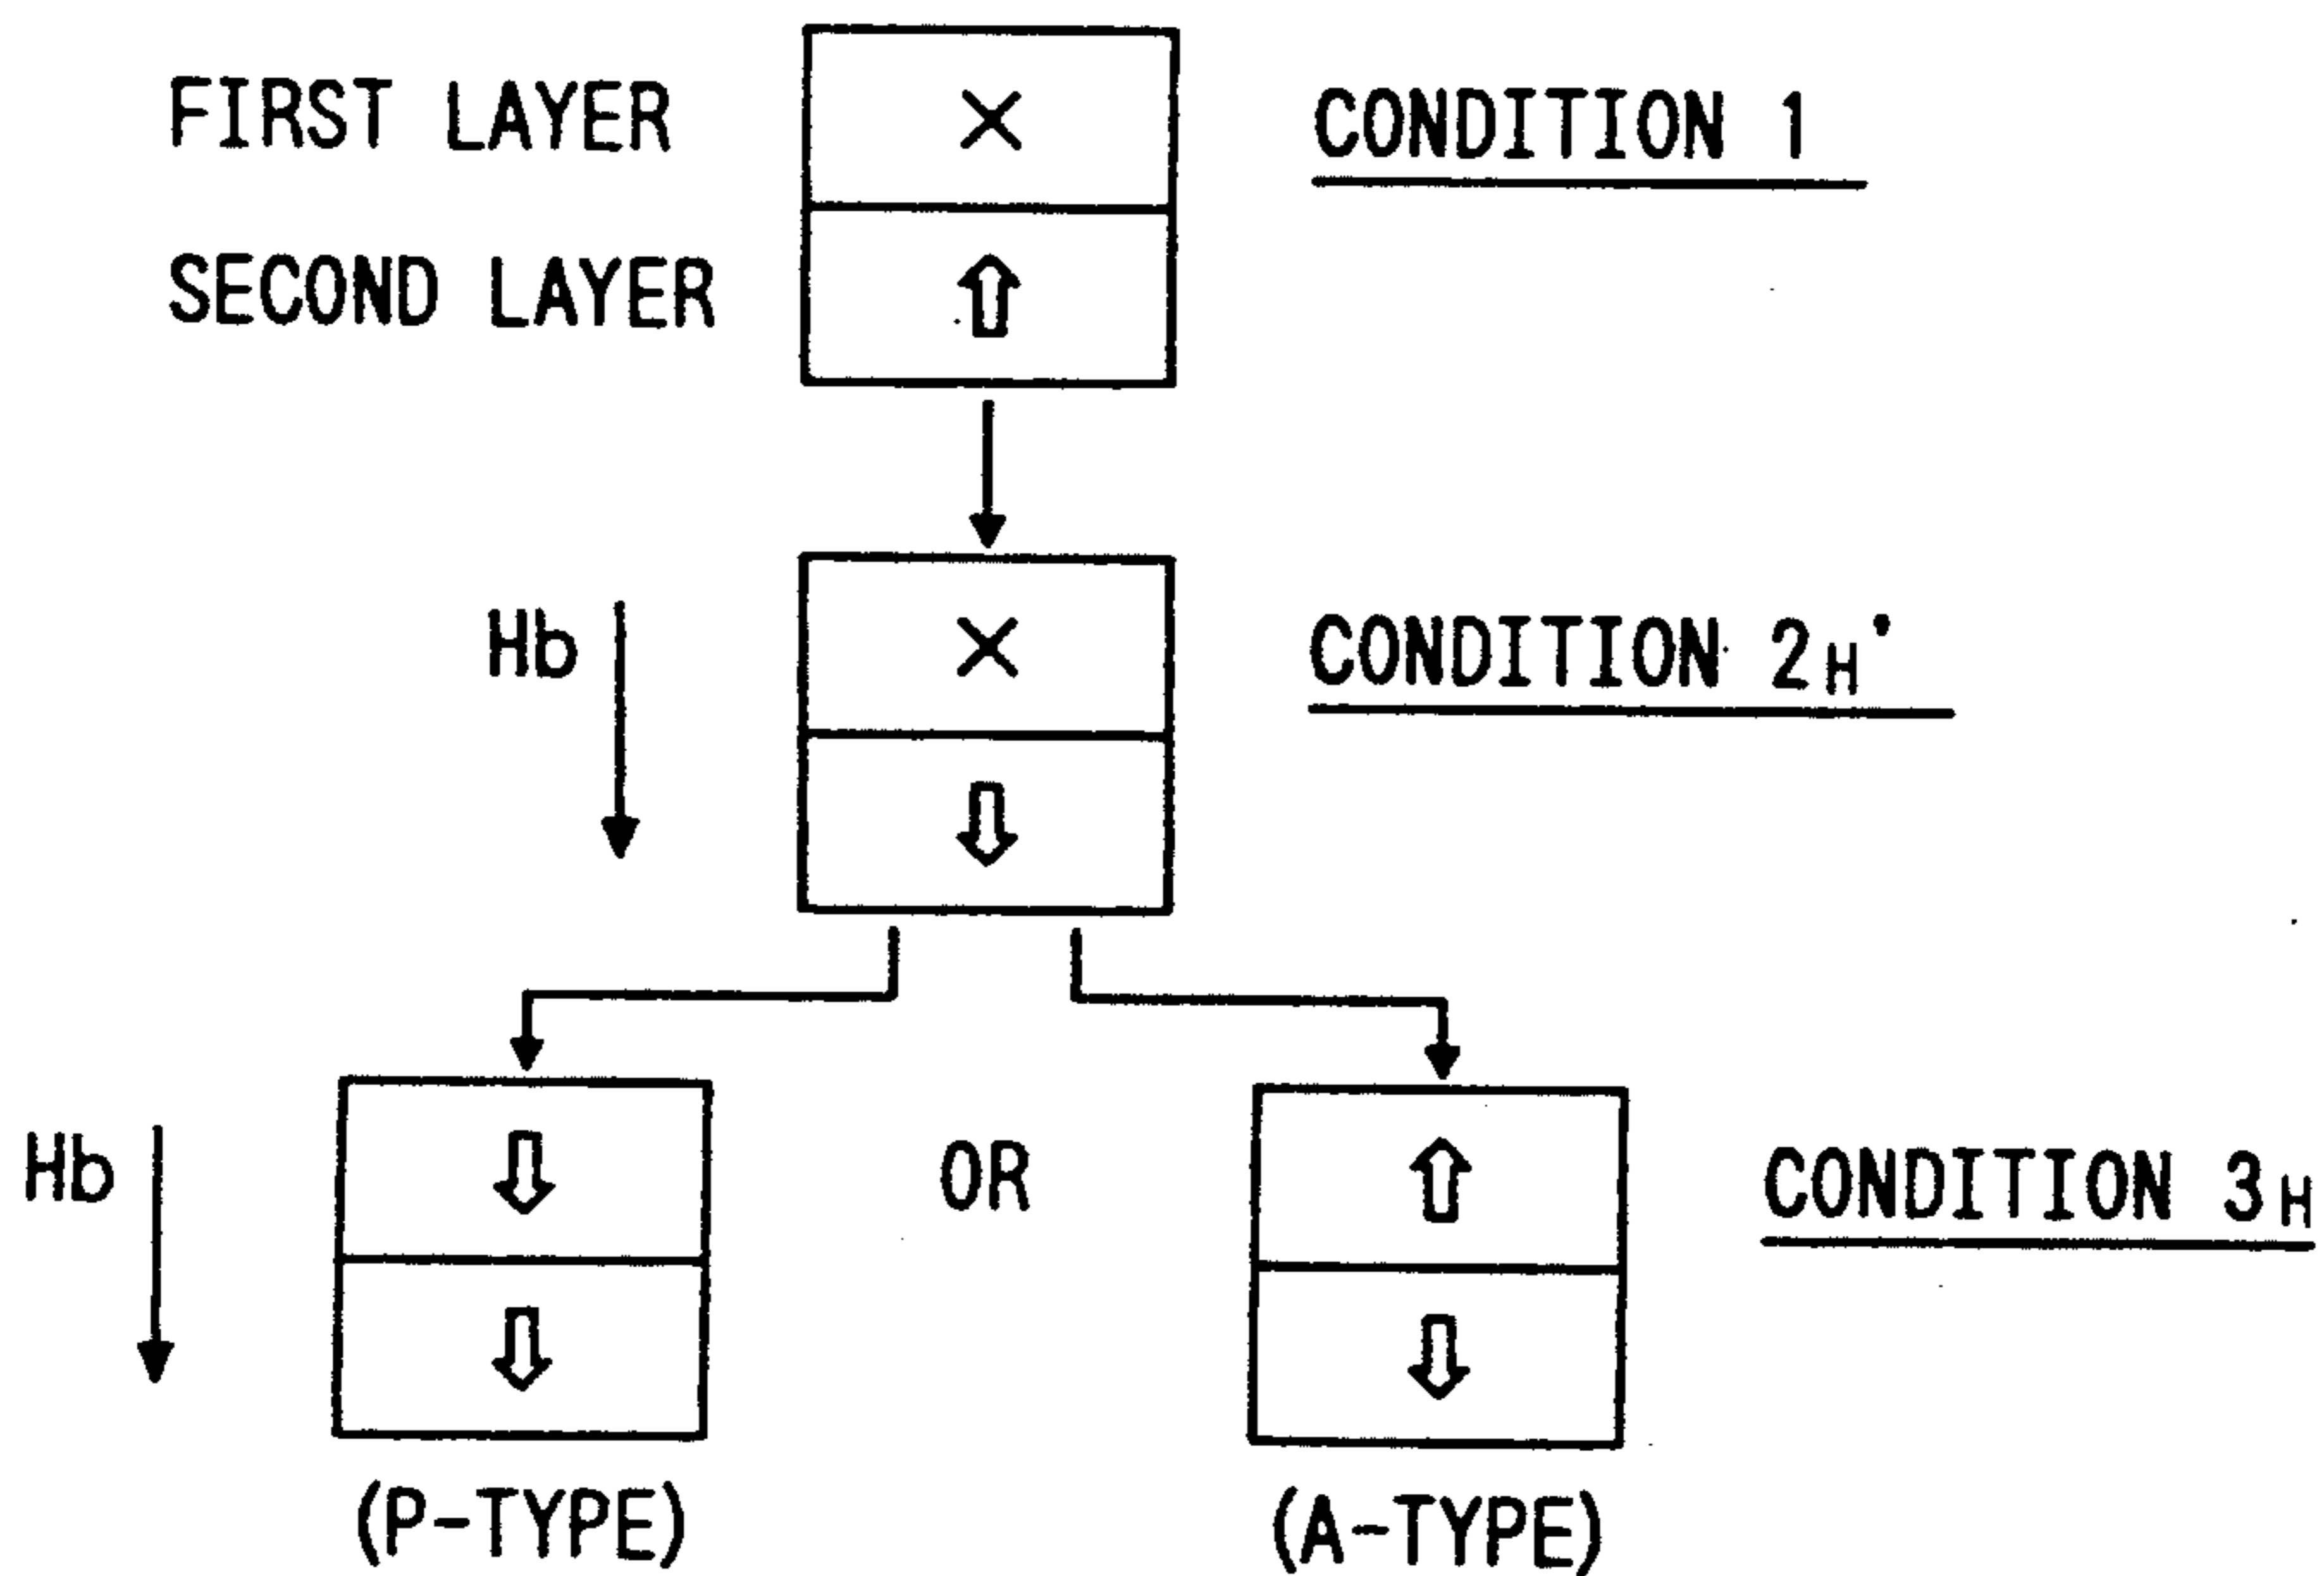 FIRST LAYER
CONDITION 1
SECOND LAYER
Hb
CONDITION 2H'
Hb
OR
CONDITION 3H
(P-TYPE)
(A-TYPE)